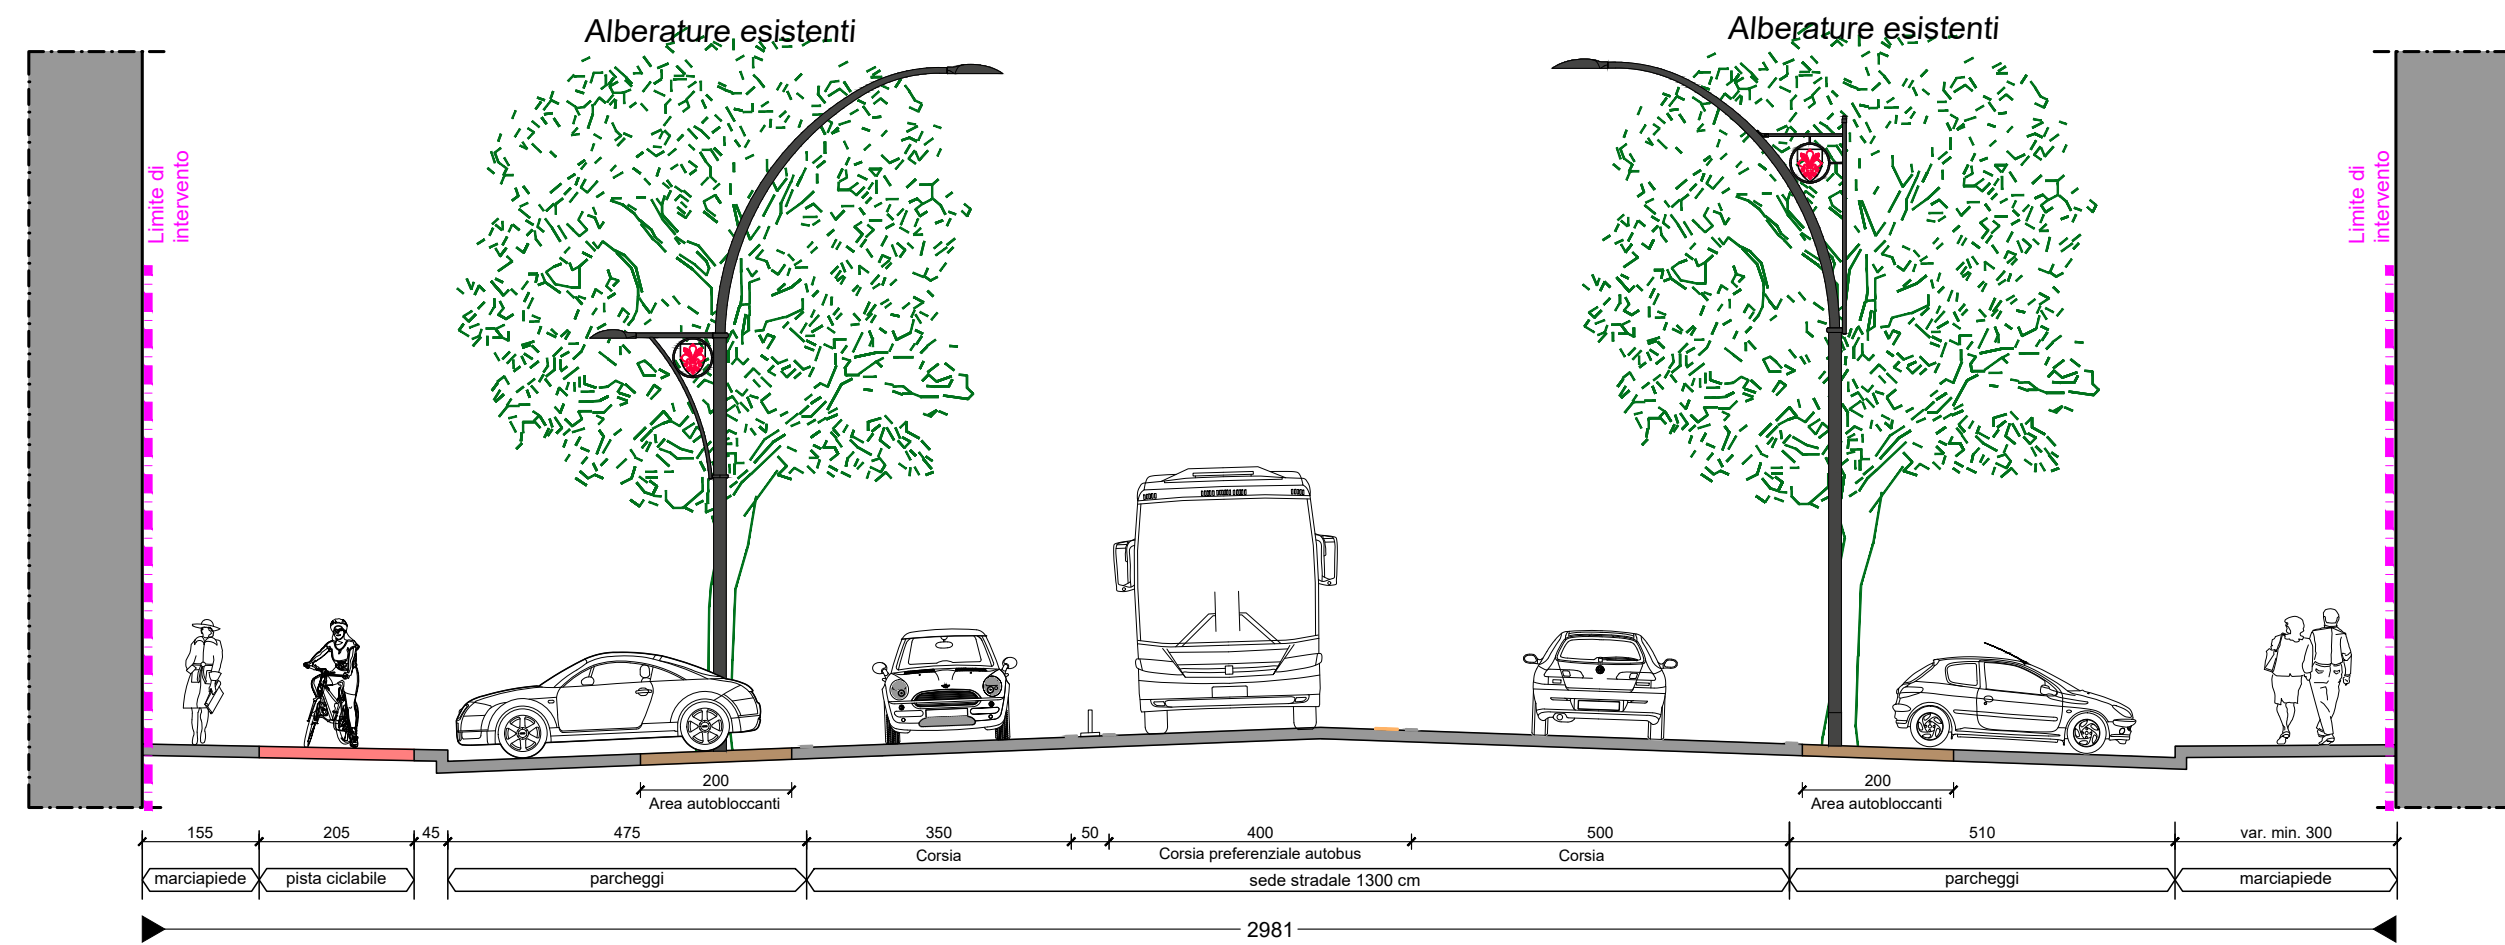 Alberature esistenti
Alberature esistenti
Limite di
intervento
Limite di
intervento
200
Area autobloccanti
200
Area autobloccanti
155 205 45 475 350 50 400 500 510 var. min. 300
Corsia Corsia preferenziale autobus Corsia
marciapiede pista ciclabile parcheggi sede stradale 1300 cm parcheggi marciapiede
2981